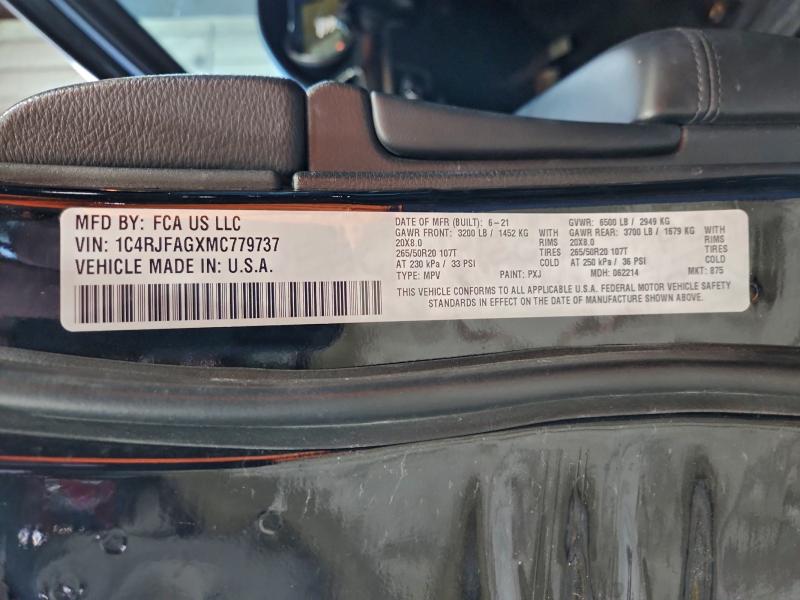 MFD BY: FCA US LLC
VIN: 1C4RJFAGXMC779737
VEHICLE MADE IN: U.S.A.
DATE OF MFR (BUILT): 6-21
GAWR FRONT: 3200 LB / 1452 KG WITH
20X8.0 RIMS
265/50R20 107T TIRES
AT 230 kPa / 33 PSI COLD
TYPE: MPV PAINT: PXJ
GVWR: 6500 LB / 2949 KG
GAWR REAR: 3700 LB / 1679 KG WITH
20X8.0 RIMS
265/50R20 107T TIRES
AT 250 kPa / 36 PSI COLD
MDH: 062214 MKT: 875
THIS VEHICLE CONFORMS TO ALL APPLICABLE U.S.A. FEDERAL MOTOR VEHICLE SAFETY
STANDARDS IN EFFECT ON THE DATE OF MANUFACTURE SHOWN ABOVE.